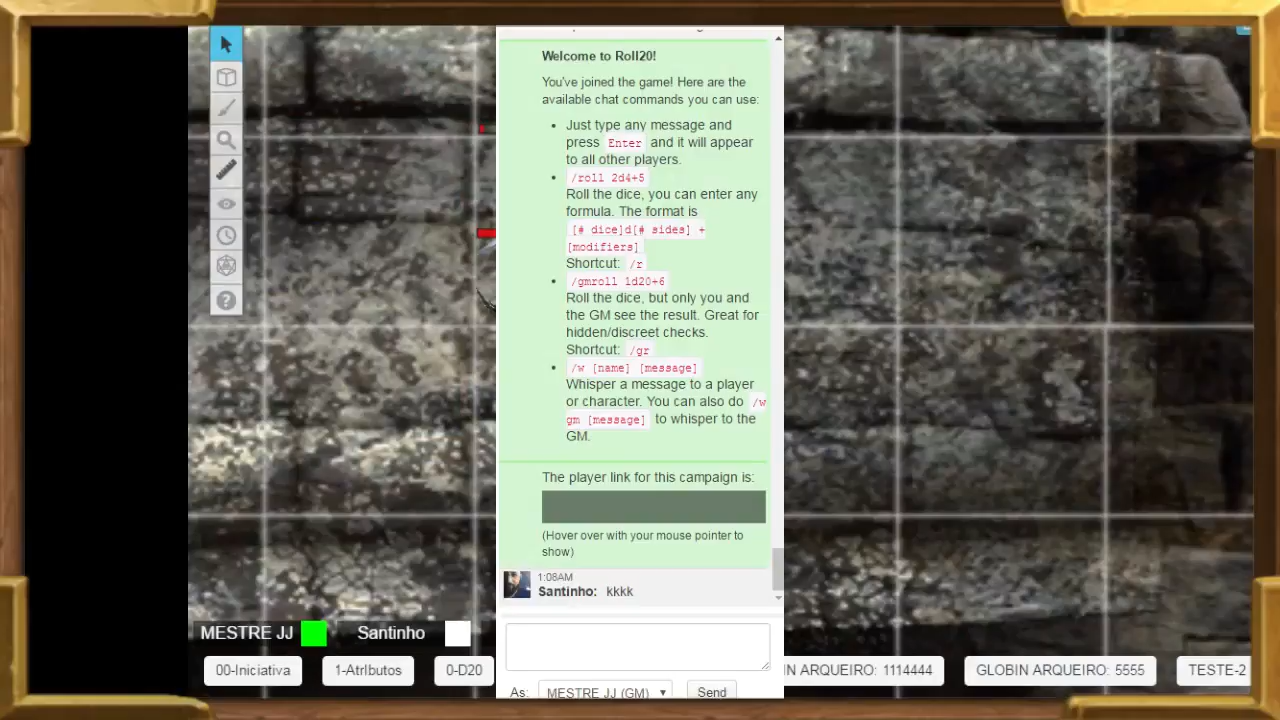 Welcome to Roll20!
You've joined the game! Here are the
available chat commands you can use:
• Just type any message and
press Enter and it will appear
to all other players.
• /roll 2d4+5
Roll the dice, you can enter any
formula. The format is
[# dice]d[# sides] +
[modifiers]
Shortcut: /r
• /gmroll 1d20+6
Roll the dice, but only you and
the GM see the result. Great for
hidden/discreet checks.
Shortcut: /gr
• /w [name] [message]
Whisper a message to a player
or character. You can also do /w
gm [message] to whisper to the
GM.
The player link for this campaign is:
(Hover over with your mouse pointer to
show)
1:08AM
Santinho: kkkk
MESTRE JJ
Santinho
00-Iniciativa
1-AtrIbutos
0-D20
IN ARQUEIRO: 1114444
GLOBIN ARQUEIRO: 5555
TESTE-2
As: MESTRE JJ (GM) Send